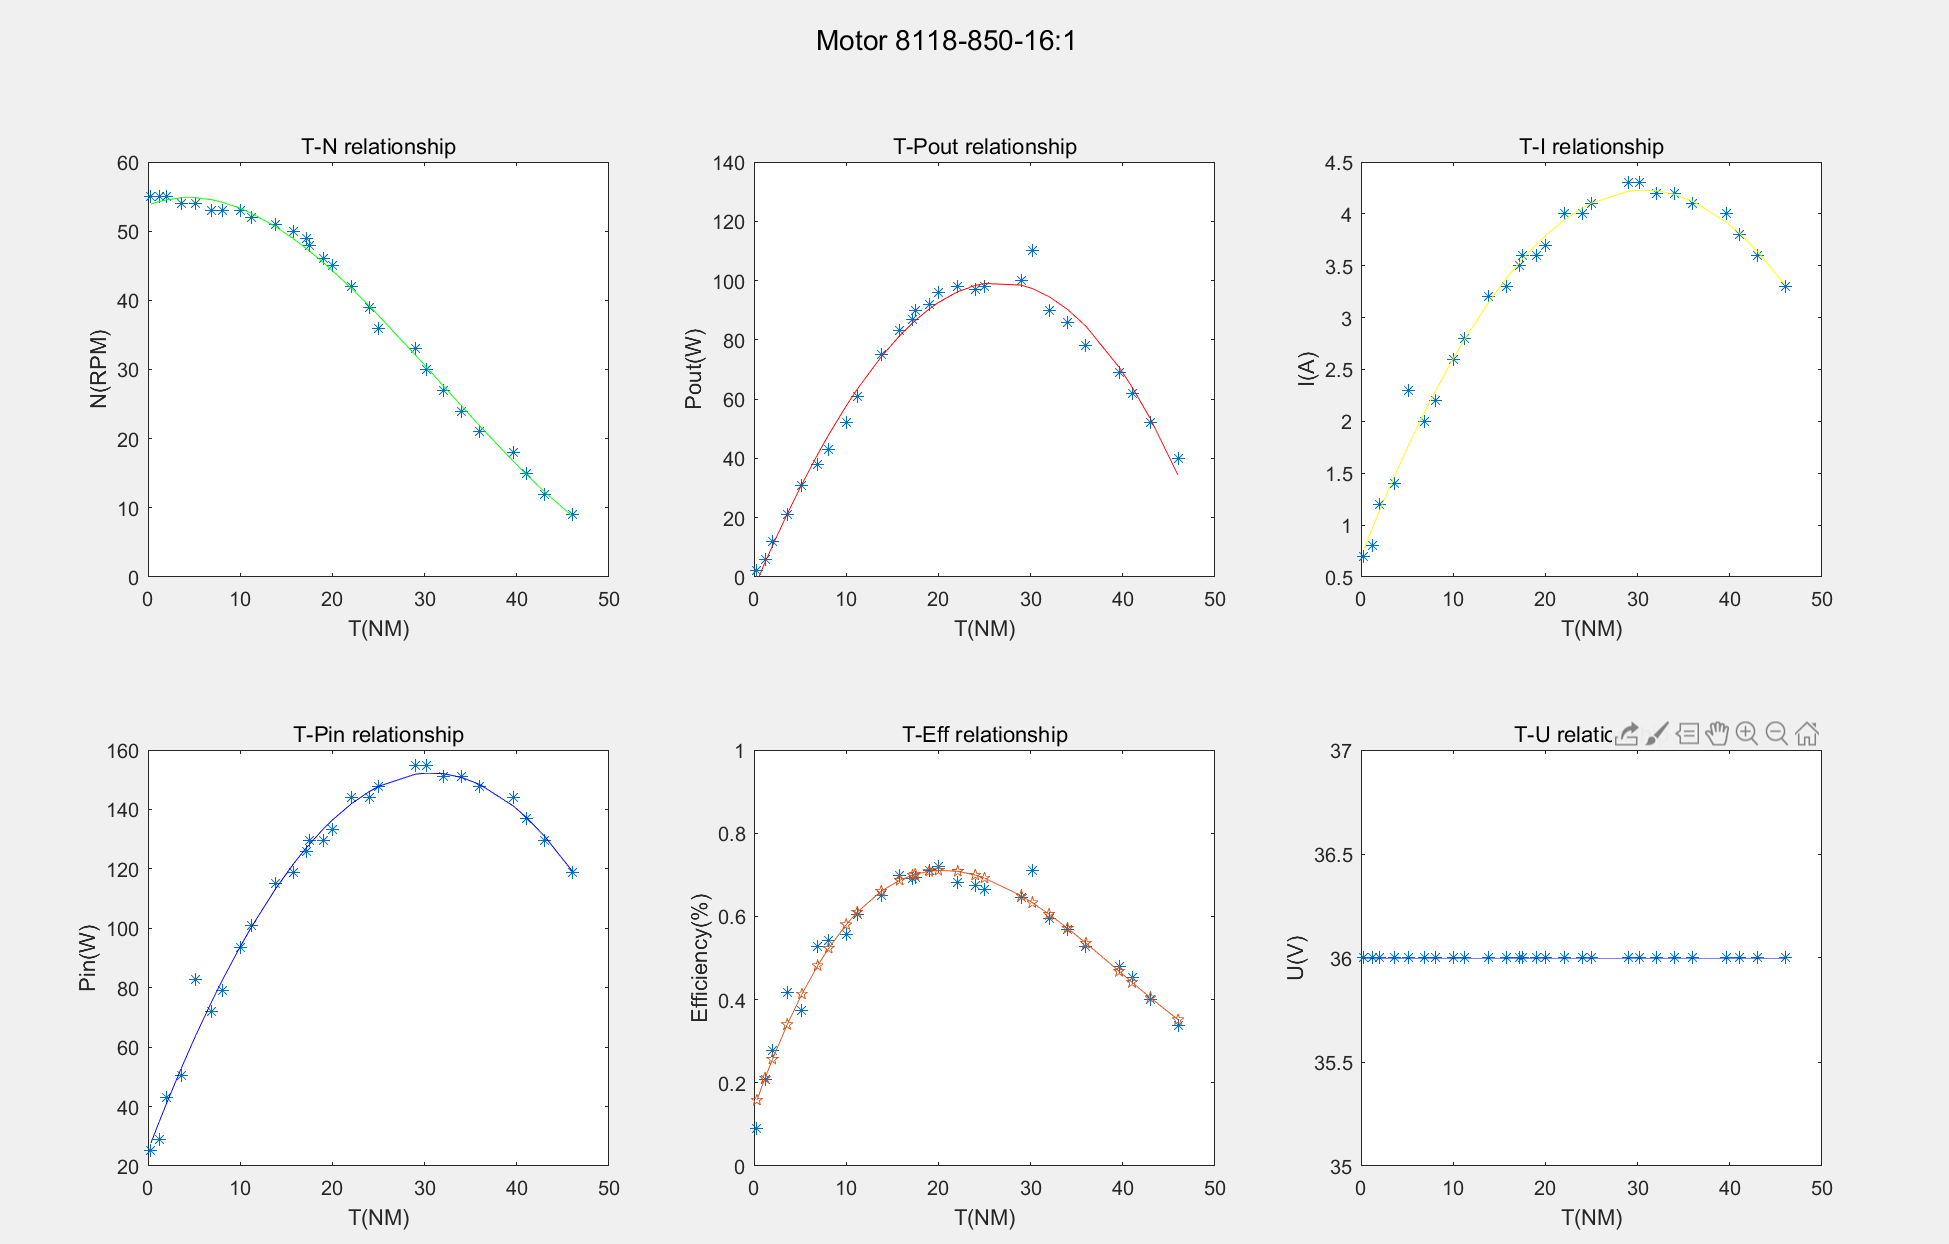 Motor 8118-850-16:1
T-N relationship
60
50
40
30
20
10
0
0 10 20 30 40 50
N(RPM)
T(NM)
T-Pout relationship
140
120
100
80
60
40
20
0
0 10 20 30 40 50
Pout(W)
T(NM)
T-I relationship
4.5
4
3.5
3
2.5
2
1.5
1
0.5
0 10 20 30 40 50
I(A)
T(NM)
T-Pin relationship
160
140
120
100
80
60
40
20
0 10 20 30 40 50
Pin(W)
T(NM)
T-Eff relationship
1
0.8
0.6
0.4
0.2
0
0 10 20 30 40 50
Efficiency(%)
T(NM)
T-U relatic
37
36.5
36
35.5
35
0 10 20 30 40 50
U(V)
T(NM)